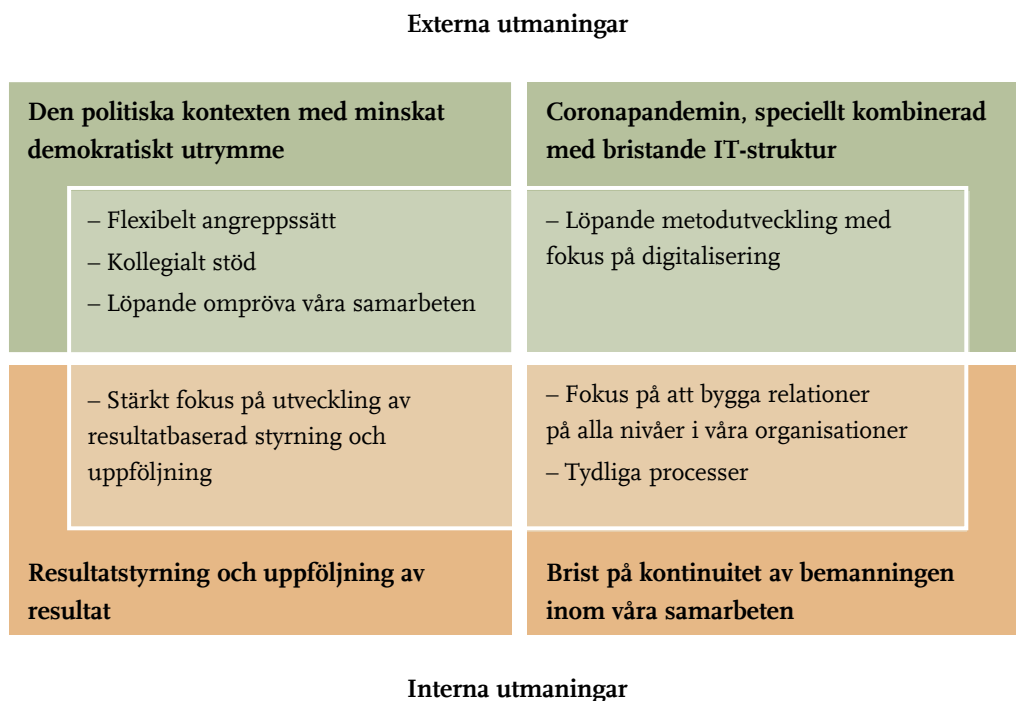 Externa utmaningar
Den politiska kontexten med minskat
demokratiskt utrymme
– Flexibelt angreppssätt
– Kollegialt stöd
– Löpande ompröva våra samarbeten
Coronapandemin, speciellt kombinerad
med bristande IT-struktur
– Löpande metodutveckling med
fokus på digitalisering
– Stärkt fokus på utveckling av
resultatbaserad styrning och
uppföljning
Resultatstyrning och uppföljning av
resultat
– Fokus på att bygga relationer
på alla nivåer i våra organisationer
– Tydliga processer
Brist på kontinuitet av bemanningen
inom våra samarbeten
Interna utmaningar